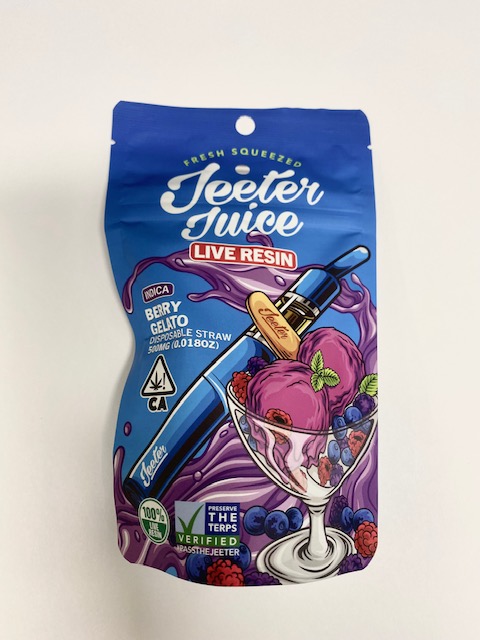 FRESH SQUEEZED
Jeeter
Juice
LIVE RESIN
INDICA
BERRY
GELATO
DISPOSABLE STRAW
500MG (0.018OZ)
CA
Jeeter
Jeeter
100%
LIVE
RESIN
PRESERVE
THE
TERPS
VERIFIED
#PASSTHEJEETER